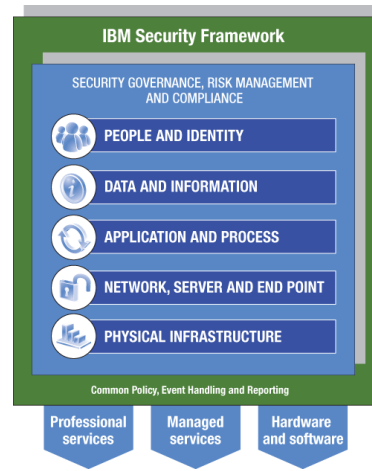 IBM Security Framework
SECURITY GOVERNANCE, RISK MANAGEMENT
AND COMPLIANCE
PEOPLE AND IDENTITY
DATA AND INFORMATION
APPLICATION AND PROCESS
NETWORK, SERVER AND END POINT
PHYSICAL INFRASTRUCTURE
Common Policy, Event Handling and Reporting
Professional
services
Managed
services
Hardware
and software